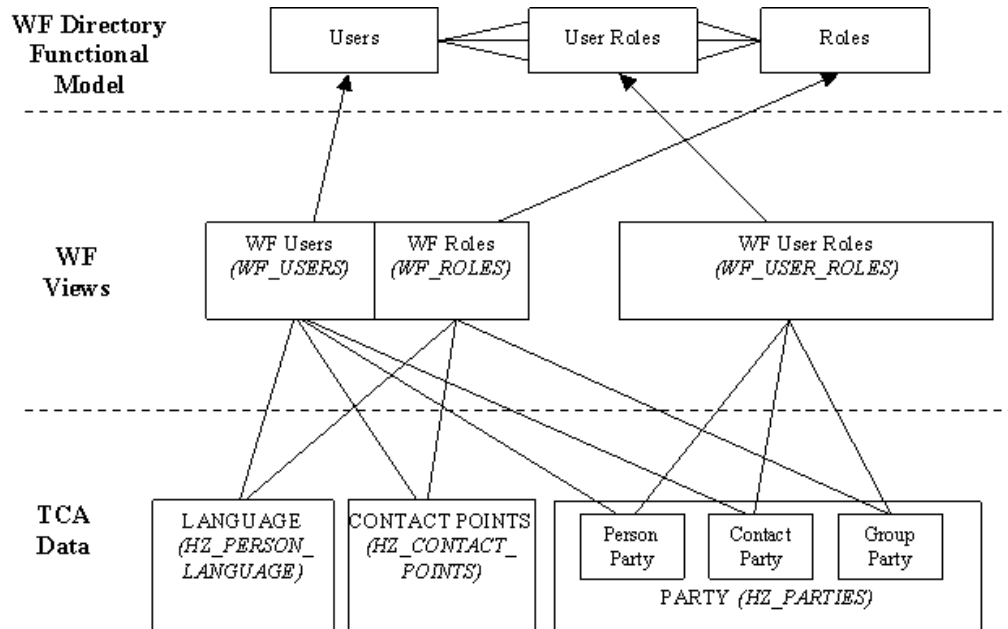 WF Directory
Functional
Model
Users
User Roles
Roles
WF
Views
WF Users
(WF_USERS)
WF Roles
(WF_ROLES)
WF User Roles
(WF_USER_ROLES)
TCA
Data
LANGUAGE
(HZ_PERSON_
LANGUAGE)
CONTACT POINTS
(HZ_CONTACT_
POINTS)
Person
Party
Contact
Party
Group
Party
PARTY (HZ_PARTIES)